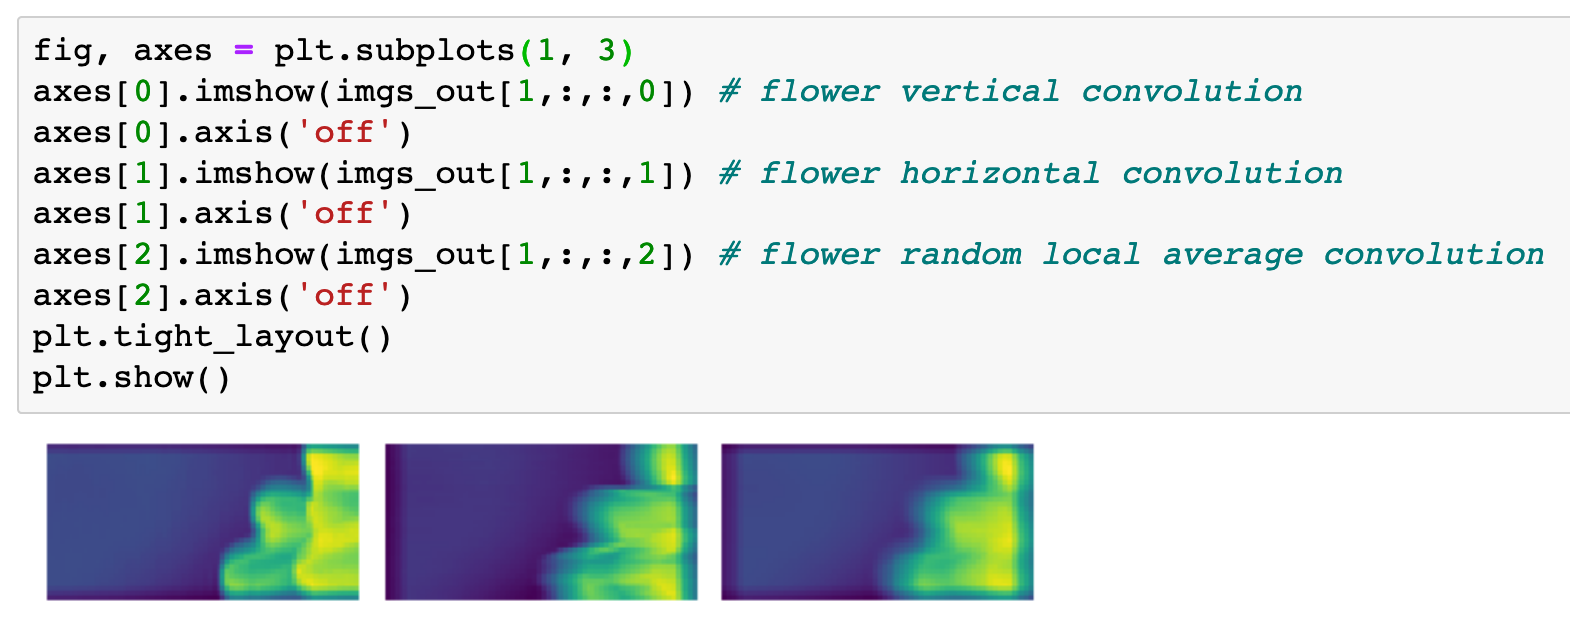 fig, axes = plt.subplots(1, 3)
axes[0].imshow(imgs_out[1,:,:,0]) # flower vertical convolution
axes[0].axis('off')
axes[1].imshow(imgs_out[1,:,:,1]) # flower horizontal convolution
axes[1].axis('off')
axes[2].imshow(imgs_out[1,:,:,2]) # flower random local average convolution
axes[2].axis('off')
plt.tight_layout()
plt.show()